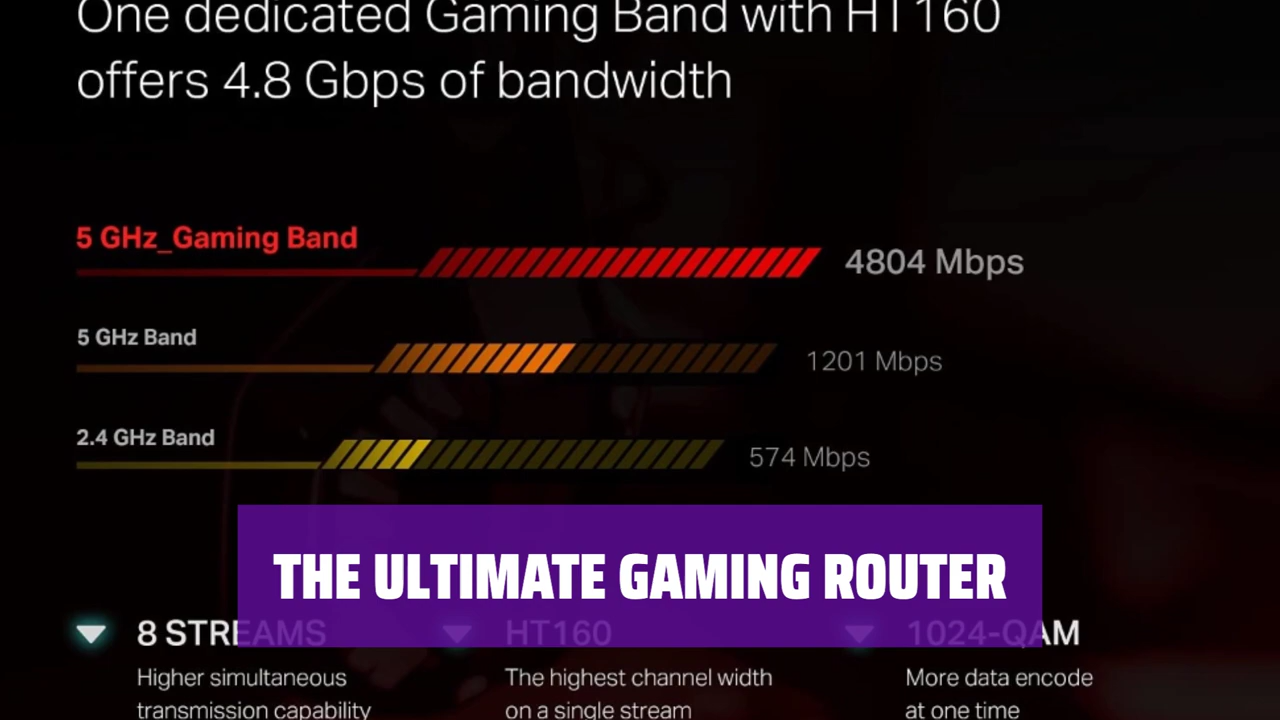 One dedicated Gaming Band with HT160
offers 4.8 Gbps of bandwidth
5 GHz_Gaming Band
4804 Mbps
5 GHz Band
1201 Mbps
2.4 GHz Band
574 Mbps
THE ULTIMATE GAMING ROUTER
8 STREAMS
HT160
1024-QAM
Higher simultaneous
transmission capability
The highest channel width
on a single stream
More data encode
at one time